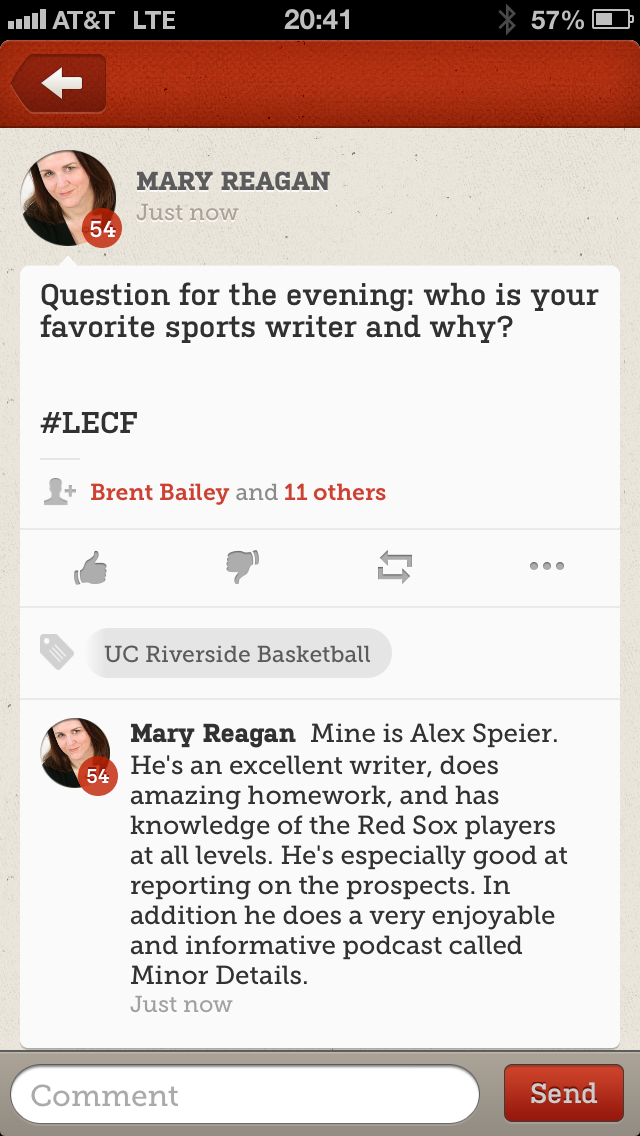 AT&T LTE 20:41 57%
MARY REAGAN
Just now
54
Question for the evening: who is your
favorite sports writer and why?
#LECF
Brent Bailey and 11 others
UC Riverside Basketball
Mary Reagan Mine is Alex Speier.
54
He's an excellent writer, does
amazing homework, and has
knowledge of the Red Sox players
at all levels. He's especially good at
reporting on the prospects. In
addition he does a very enjoyable
and informative podcast called
Minor Details.
Just now
Comment Send